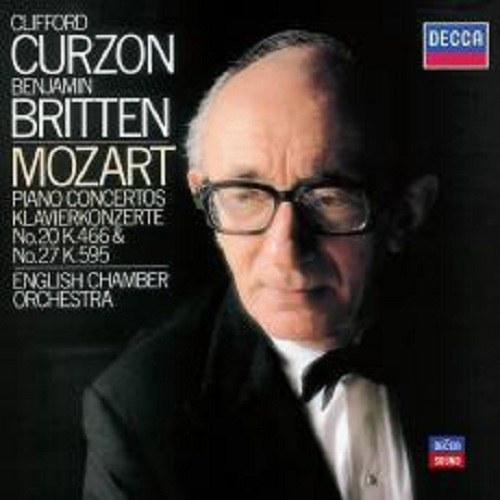 CLIFFORD
CURZON
BENJAMIN
BRITTEN
MOZART
PIANO CONCERTOS
KLAVIERKONZERTE
No.20 K.466 &
No.27 K.595
ENGLISH CHAMBER
ORCHESTRA
DECCA
DECCA
SOUND